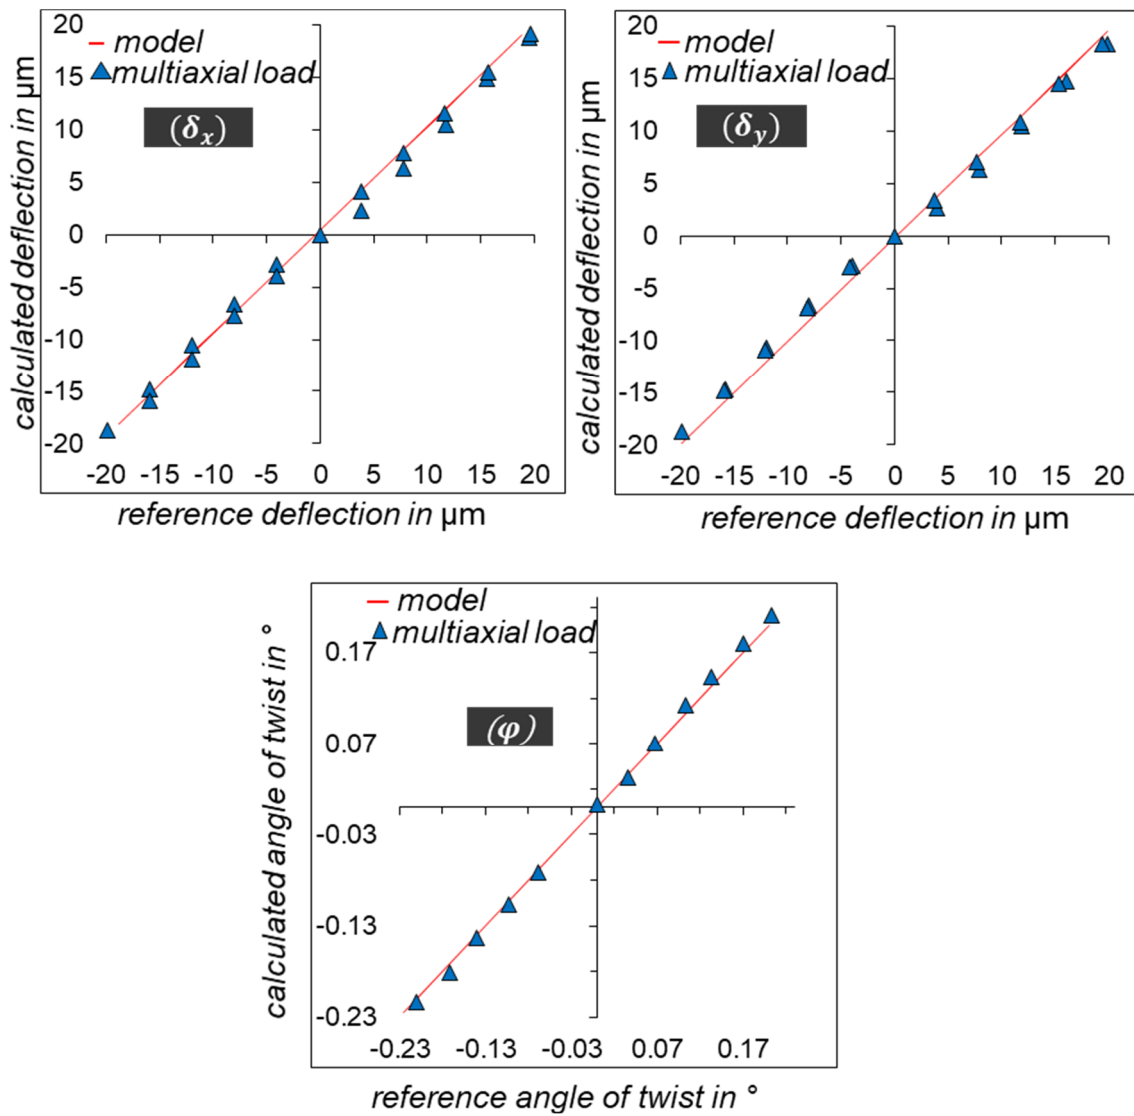 model
multiaxial load
(δₓ)
calculated deflection in µm
20
15
10
5
0
-5
-10
-15
-20
-20 -15 -10 -5 0 5 10 15 20
reference deflection in µm
model
multiaxial load
(δᵧ)
calculated deflection in µm
20
15
10
5
0
-5
-10
-15
-20
-20 -15 -10 -5 0 5 10 15 20
reference deflection in µm
model
multiaxial load
(φ)
calculated angle of twist in °
0.17
0.07
-0.03
-0.13
-0.23
-0.23 -0.13 -0.03 0.07 0.17
reference angle of twist in °